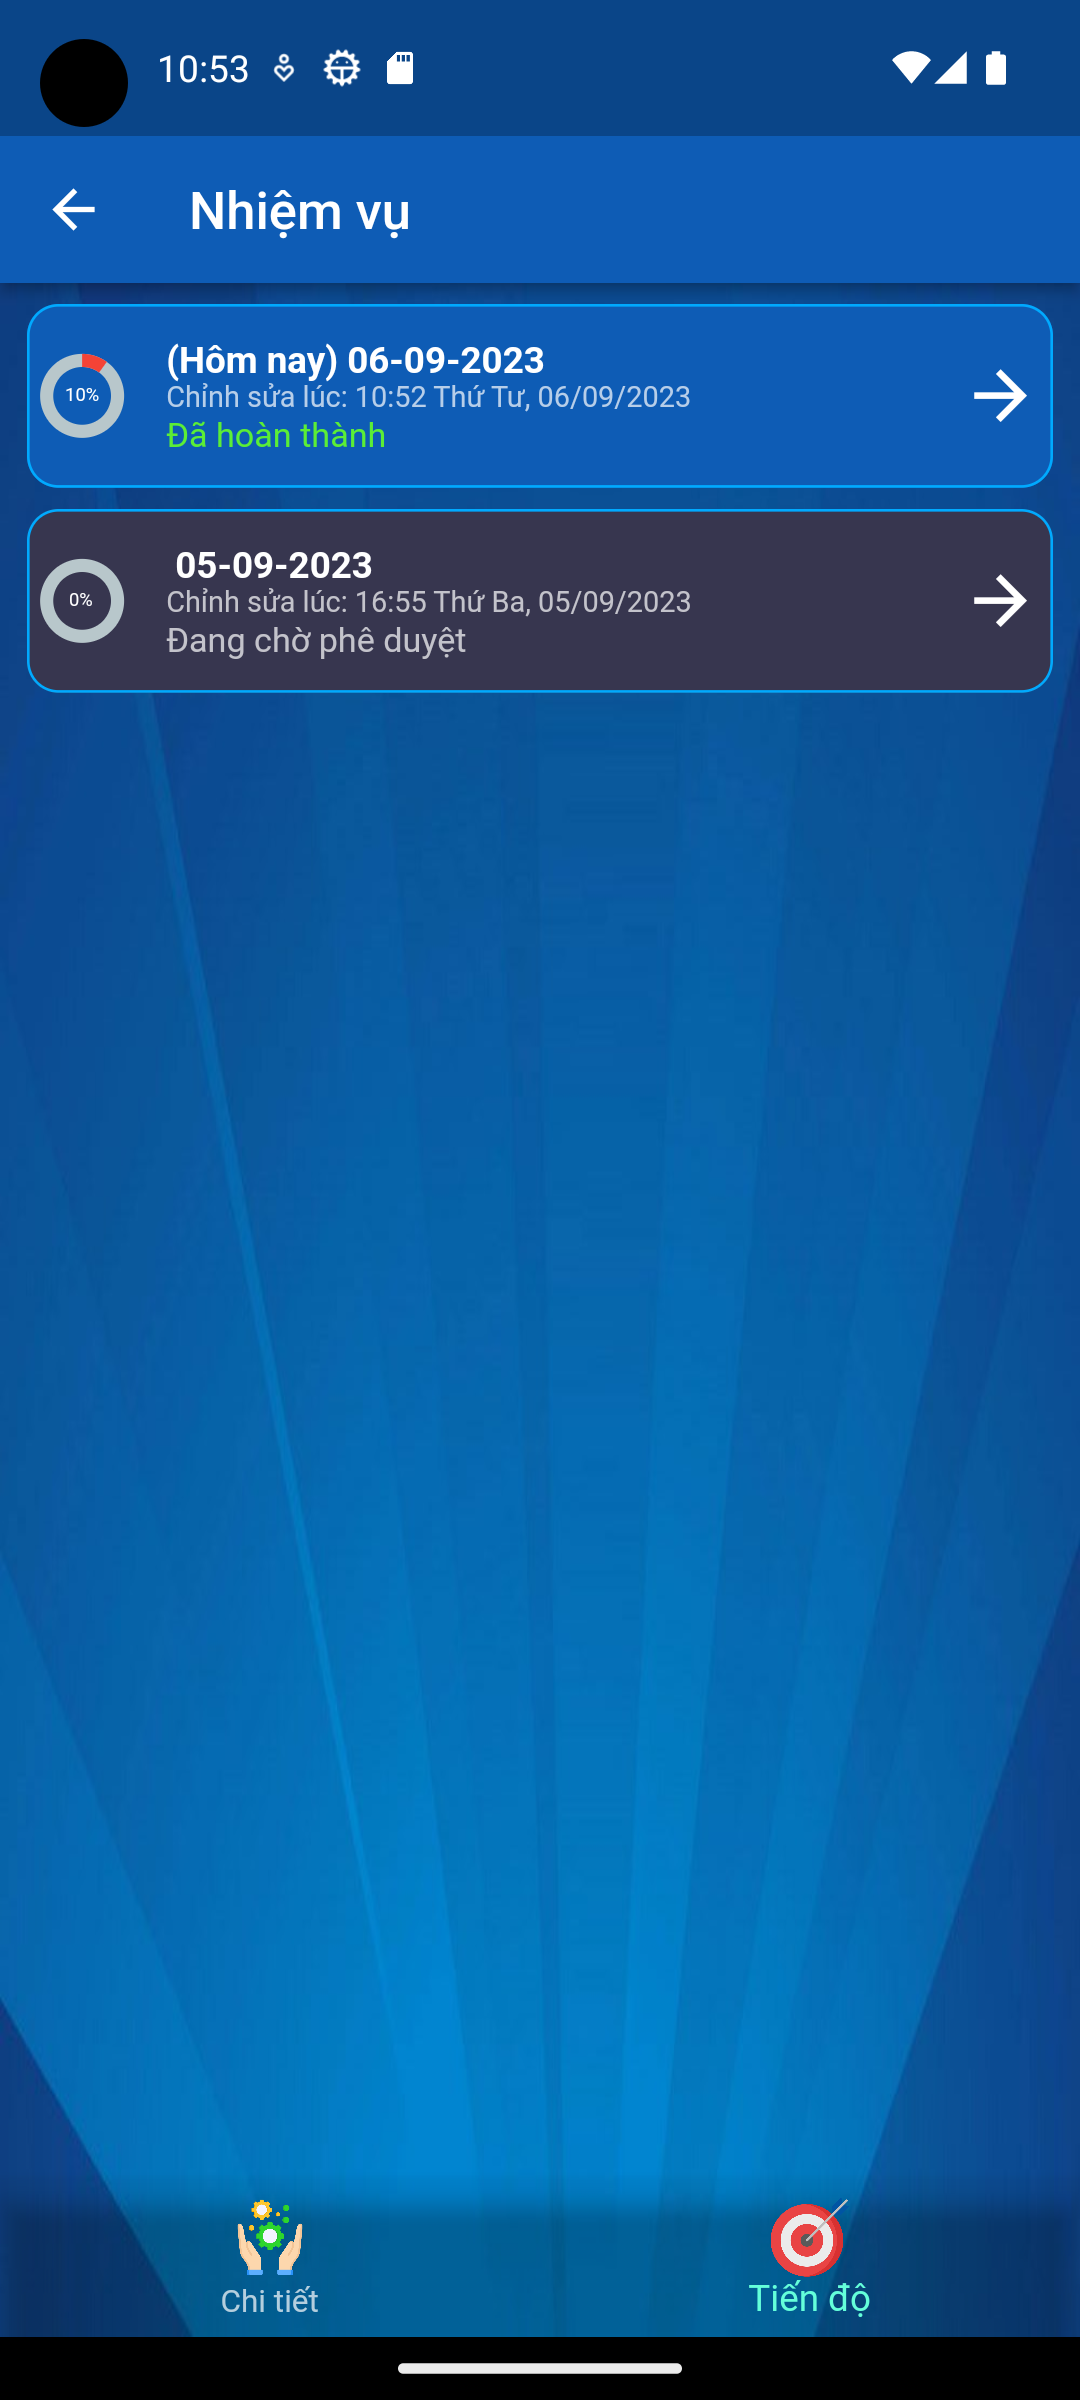 10:53
Nhiệm vụ
10%
(Hôm nay) 06-09-2023
Chỉnh sửa lúc: 10:52 Thứ Tư, 06/09/2023
Đã hoàn thành
0%
05-09-2023
Chỉnh sửa lúc: 16:55 Thứ Ba, 05/09/2023
Đang chờ phê duyệt
Chi tiết
Tiến độ